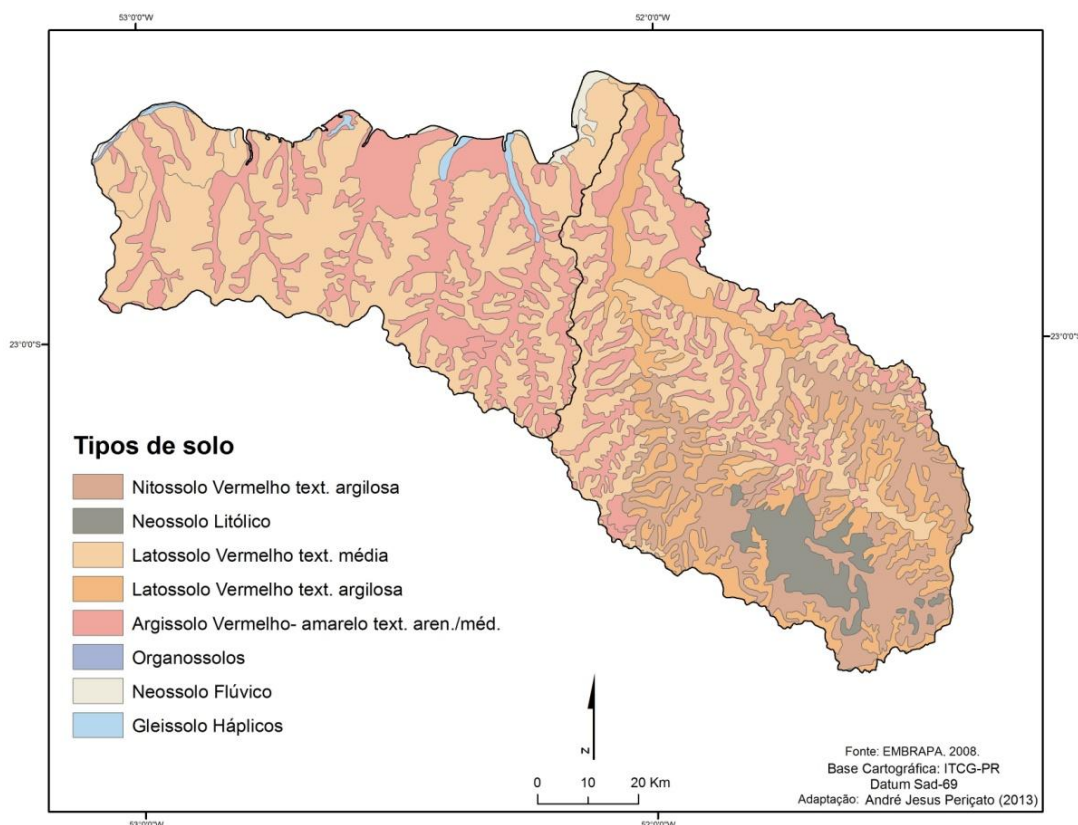 53°0'0"W
52°0'0"W
23°0'0"S
23°0'0"S
Tipos de solo
Nitossolo Vermelho text. argilosa
Neossolo Litólico
Latossolo Vermelho text. média
Latossolo Vermelho text. argilosa
Argissolo Vermelho- amarelo text. aren./méd.
Organossolos
Neossolo Flúvico
Gleissolo Háplicos
N
0 10 20 Km
Fonte: EMBRAPA. 2008.
Base Cartográfica: ITCG-PR
Datum Sad-69
Adaptação: André Jesus Periçato (2013)
53°0'0"W
52°0'0"W